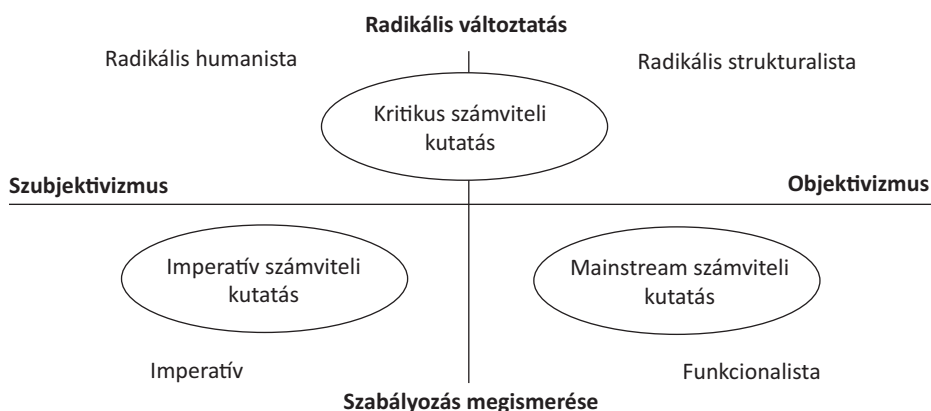 Radikális változtatás
Radikális humanista
Radikális strukturalista
Kritikus számviteli
kutatás
Szubjektivizmus
Objektivizmus
Imperatív számviteli
kutatás
Mainstream számviteli
kutatás
Imperatív
Funkcionalista
Szabályozás megismerése